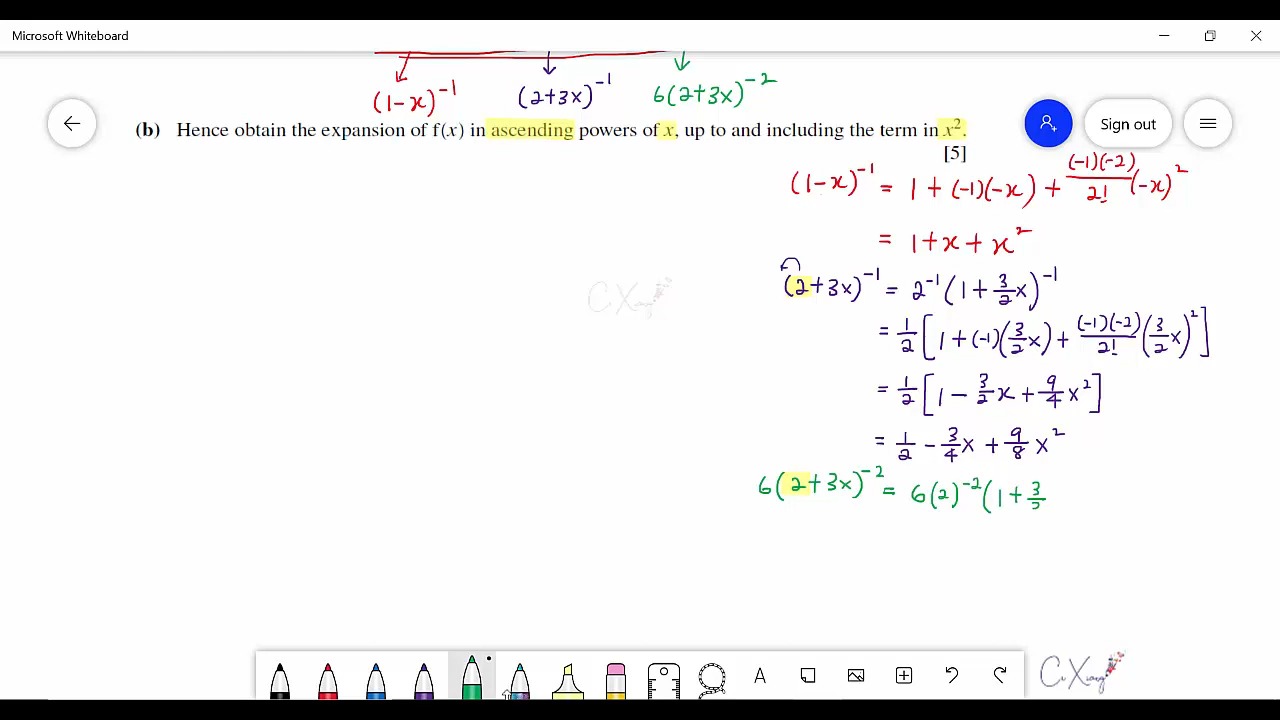 Microsoft Whiteboard
(1-x)⁻¹ (2+3x)⁻¹ 6(2+3x)⁻²
(b) Hence obtain the expansion of f(x) in ascending powers of x, up to and including the term in x².
[5]
Sign out
(1-x)⁻¹ = 1 + (-1)(-x) + (-1)(-2)/2! (-x)²
= 1 + x + x²
(2+3x)⁻¹ = 2⁻¹(1 + 3/2 x)⁻¹
= 1/2 [1 + (-1)(3/2 x) + (-1)(-2)/2! (3/2 x)²]
= 1/2 [1 - 3/2 x + 9/4 x²]
= 1/2 - 3/4 x + 9/8 x²
6(2+3x)⁻² = 6(2)⁻²(1 + 3/2
A